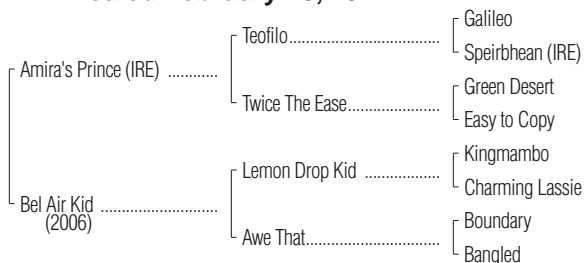 Galileo
Teofilo
Speirbhean (IRE)
Amira's Prince (IRE)
Green Desert
Twice The Ease
Easy to Copy
Kingmambo
Lemon Drop Kid
Charming Lassie
Bel Air Kid
(2006)
Boundary
Awe That
Bangled